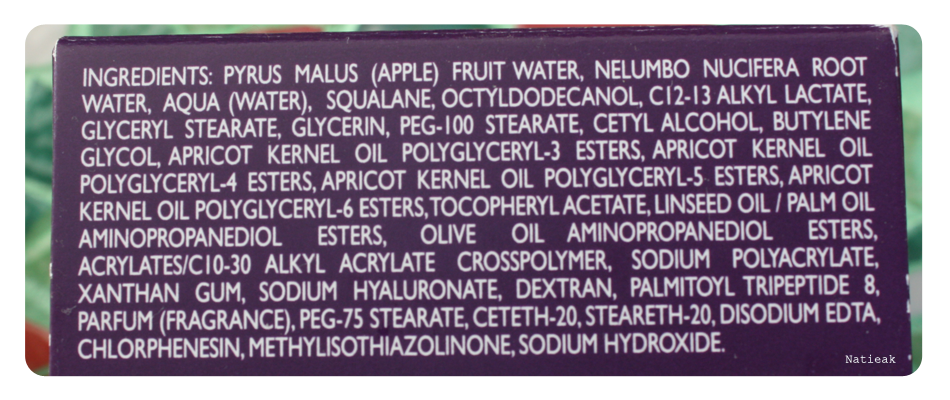 INGREDIENTS: PYRUS MALUS (APPLE) FRUIT WATER, NELUMBO NUCIFERA ROOT
WATER, AQUA (WATER), SQUALANE, OCTYLDODECANOL, C12-13 ALKYL LACTATE,
GLYCERYL STEARATE, GLYCERIN, PEG-100 STEARATE, CETYL ALCOHOL, BUTYLENE
GLYCOL, APRICOT KERNEL OIL POLYGLYCERYL-3 ESTERS, APRICOT KERNEL OIL
POLYGLYCERYL-4 ESTERS, APRICOT KERNEL OIL POLYGLYCERYL-5 ESTERS, APRICOT
KERNEL OIL POLYGLYCERYL-6 ESTERS, TOCOPHERYL ACETATE, LINSEED OIL / PALM OIL
AMINOPROPANEDIOL ESTERS, OLIVE OIL AMINOPROPANEDIOL ESTERS,
ACRYLATES/C10-30 ALKYL ACRYLATE CROSSPOLYMER, SODIUM POLYACRYLATE,
XANTHAN GUM, SODIUM HYALURONATE, DEXTRAN, PALMITOYL TRIPEPTIDE 8,
PARFUM (FRAGRANCE), PEG-75 STEARATE, CETETH-20, STEARETH-20, DISODIUM EDTA,
CHLORPHENESIN, METHYLISOTHIAZOLINONE, SODIUM HYDROXIDE.
Natieak